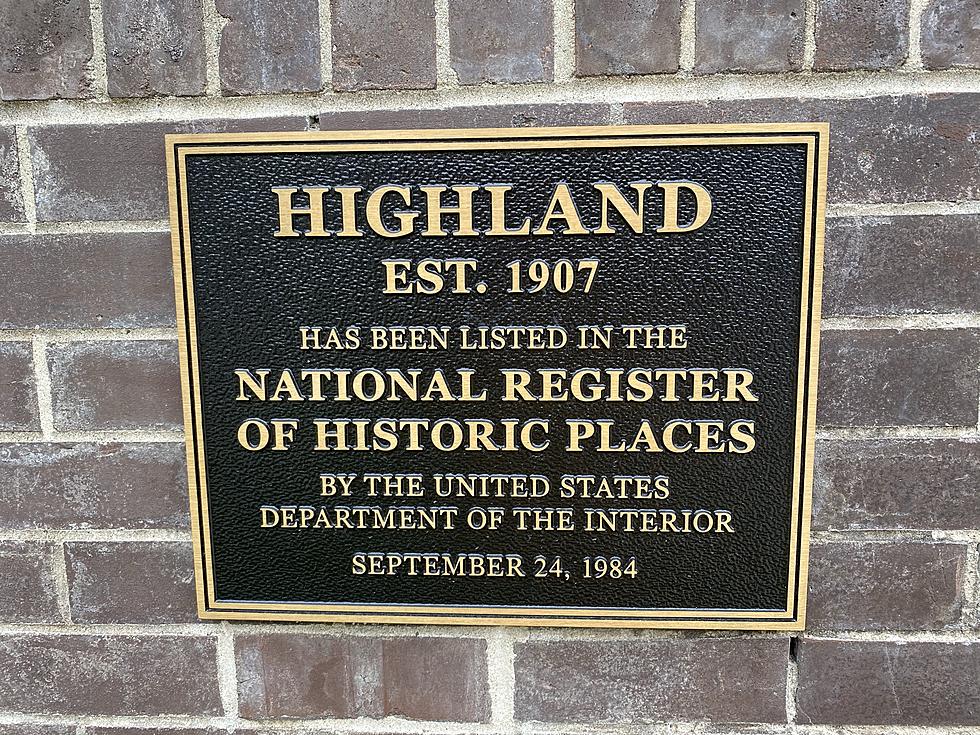 HIGHLAND
EST. 1907
HAS BEEN LISTED IN THE
NATIONAL REGISTER
OF HISTORIC PLACES
BY THE UNITED STATES
DEPARTMENT OF THE INTERIOR
SEPTEMBER 24, 1984